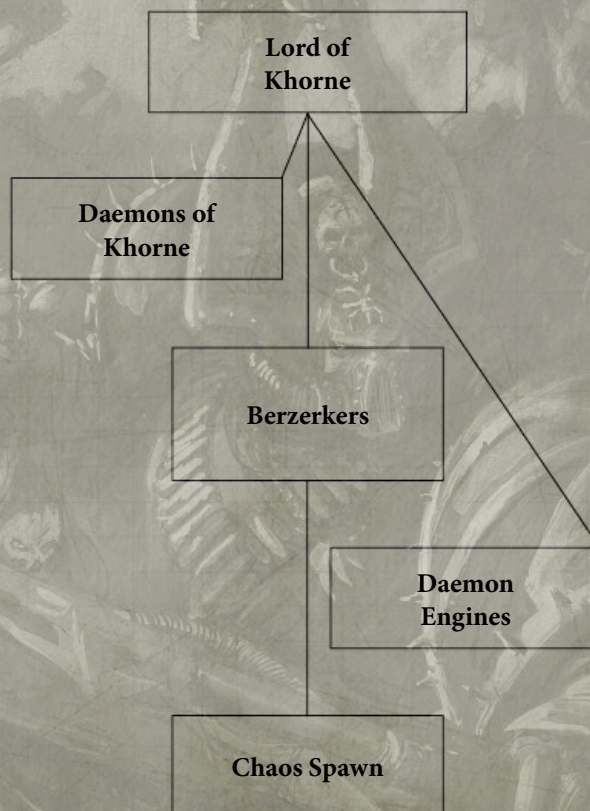 Lord of
Khorne
Daemons of
Khorne
Berzerkers
Daemon
Engines
Chaos Spawn